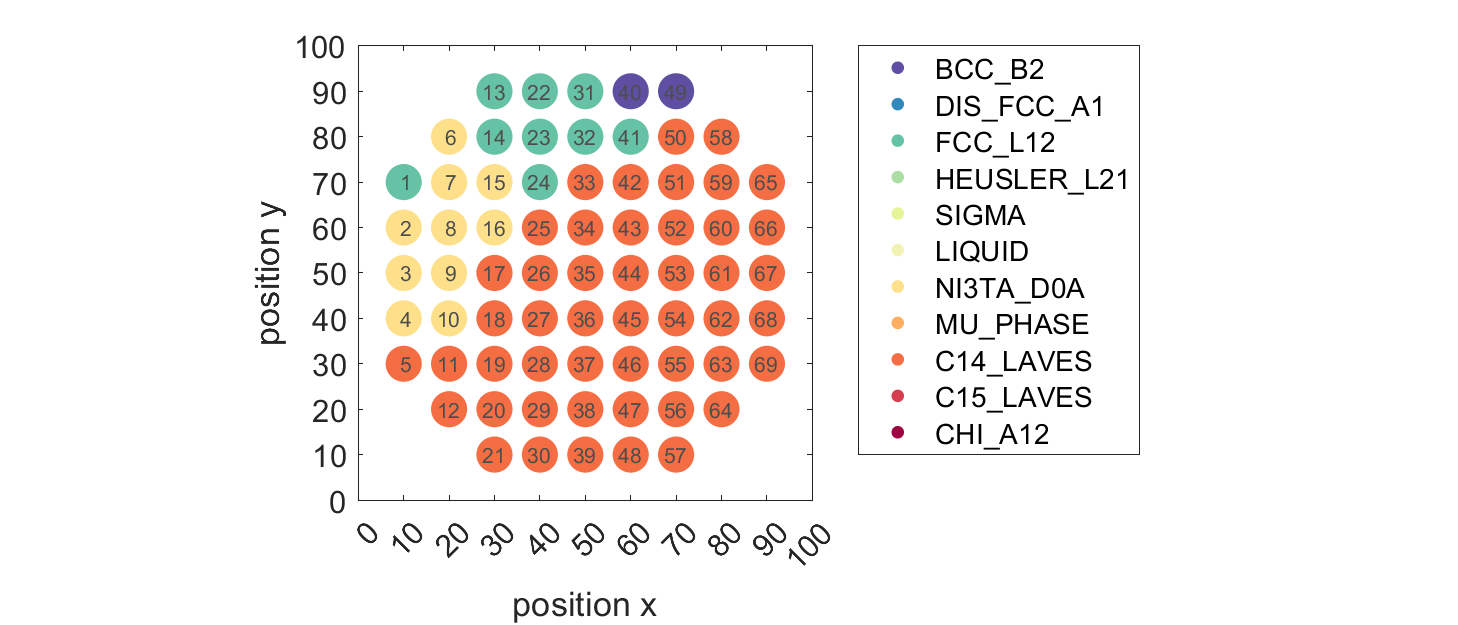 100
90
80
70
60
50
40
30
20
10
0
13 22 31 40 49
6 14 23 32 41 50 58
1 7 15 24 33 42 51 59 65
2 8 16 25 34 43 52 60 66
3 9 17 26 35 44 53 61 67
4 10 18 27 36 45 54 62 68
5 11 19 28 37 46 55 63 69
12 20 29 38 47 56 64
21 30 39 48 57
0 10 20 30 40 50 60 70 80 90 100
position x
position y
BCC_B2
DIS_FCC_A1
FCC_L12
HEUSLER_L21
SIGMA
LIQUID
NI3TA_D0A
MU_PHASE
C14_LAVES
C15_LAVES
CHI_A12